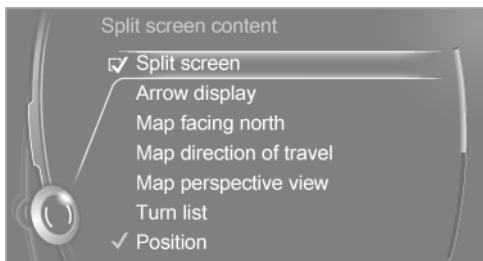 Split screen content
Split screen
Arrow display
Map facing north
Map direction of travel
Map perspective view
Turn list
Position